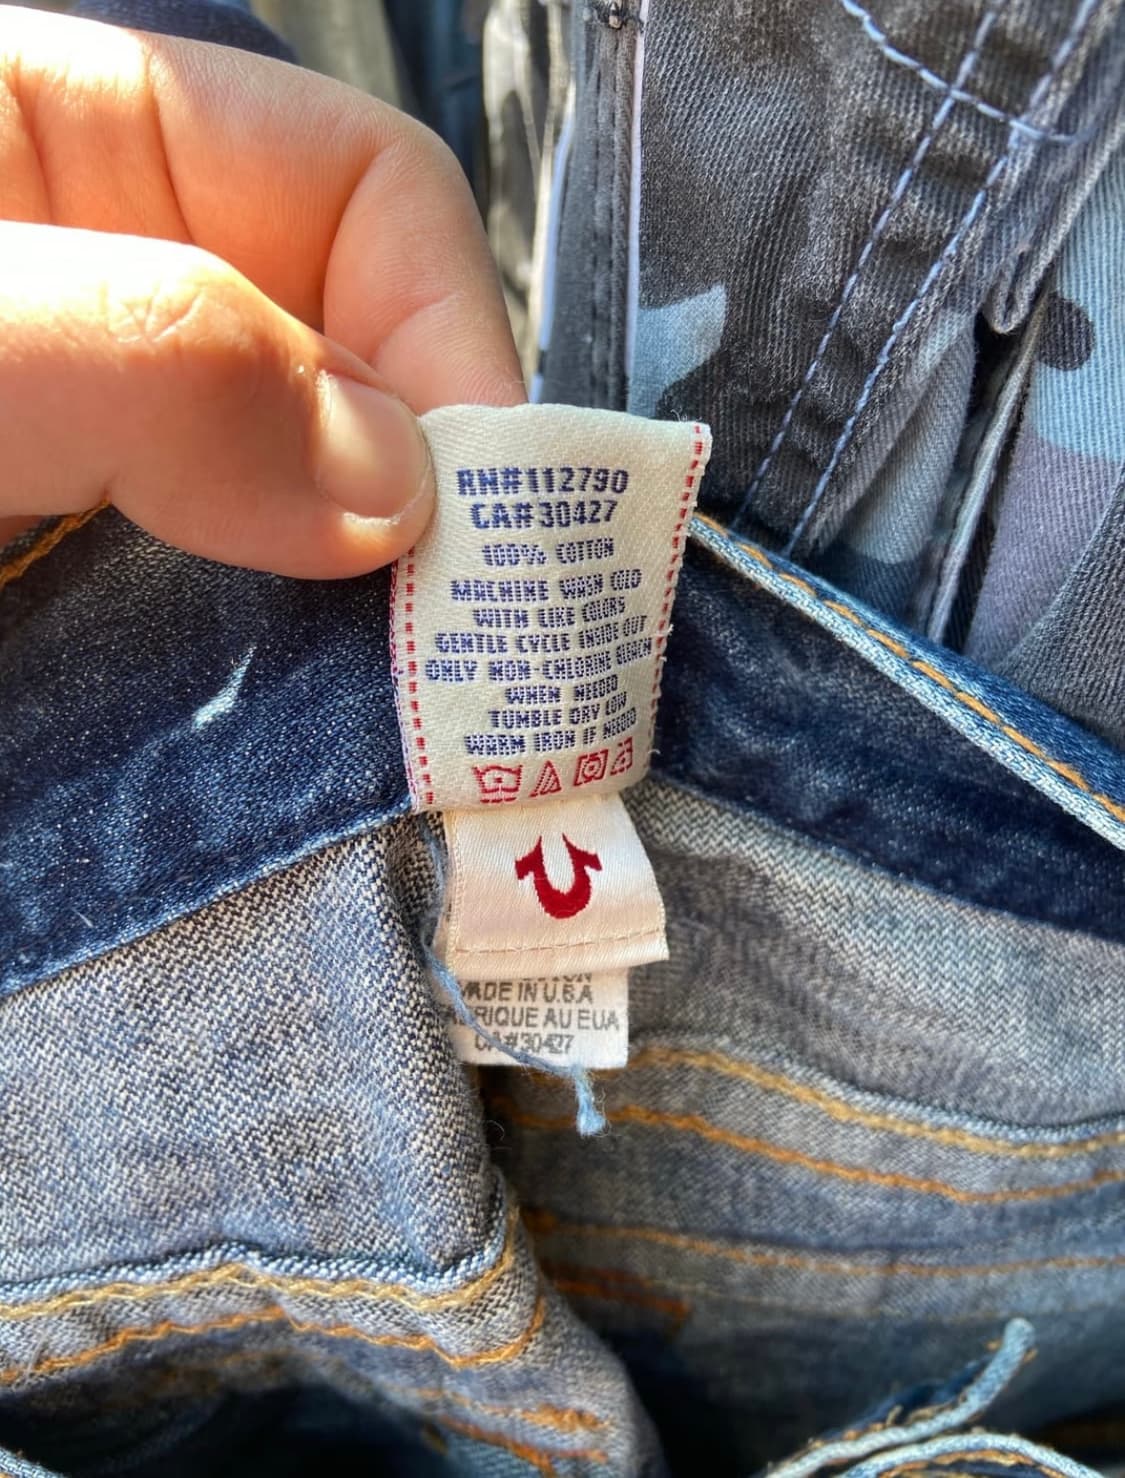 RN#112790
CA#30427
100% COTTON
MACHINE WASH COLD
WITH LIKE COLORS
GENTLE CYCLE INSIDE OUT
ONLY NON-CHLORINE BLEACH
WHEN NEEDED
TUMBLE DRY LOW
WARM IRON IF NEEDED
MADE IN U.S.A
FABRIQUE AU EUA
CA#30427